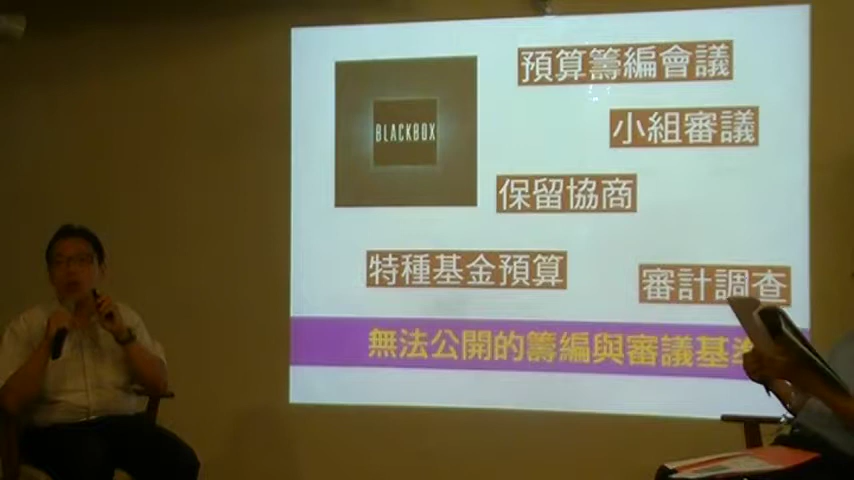 預算籌編會議
BLACKBOX
小組審議
保留協商
特種基金預算
審計調查
無法公開的籌編與審議基